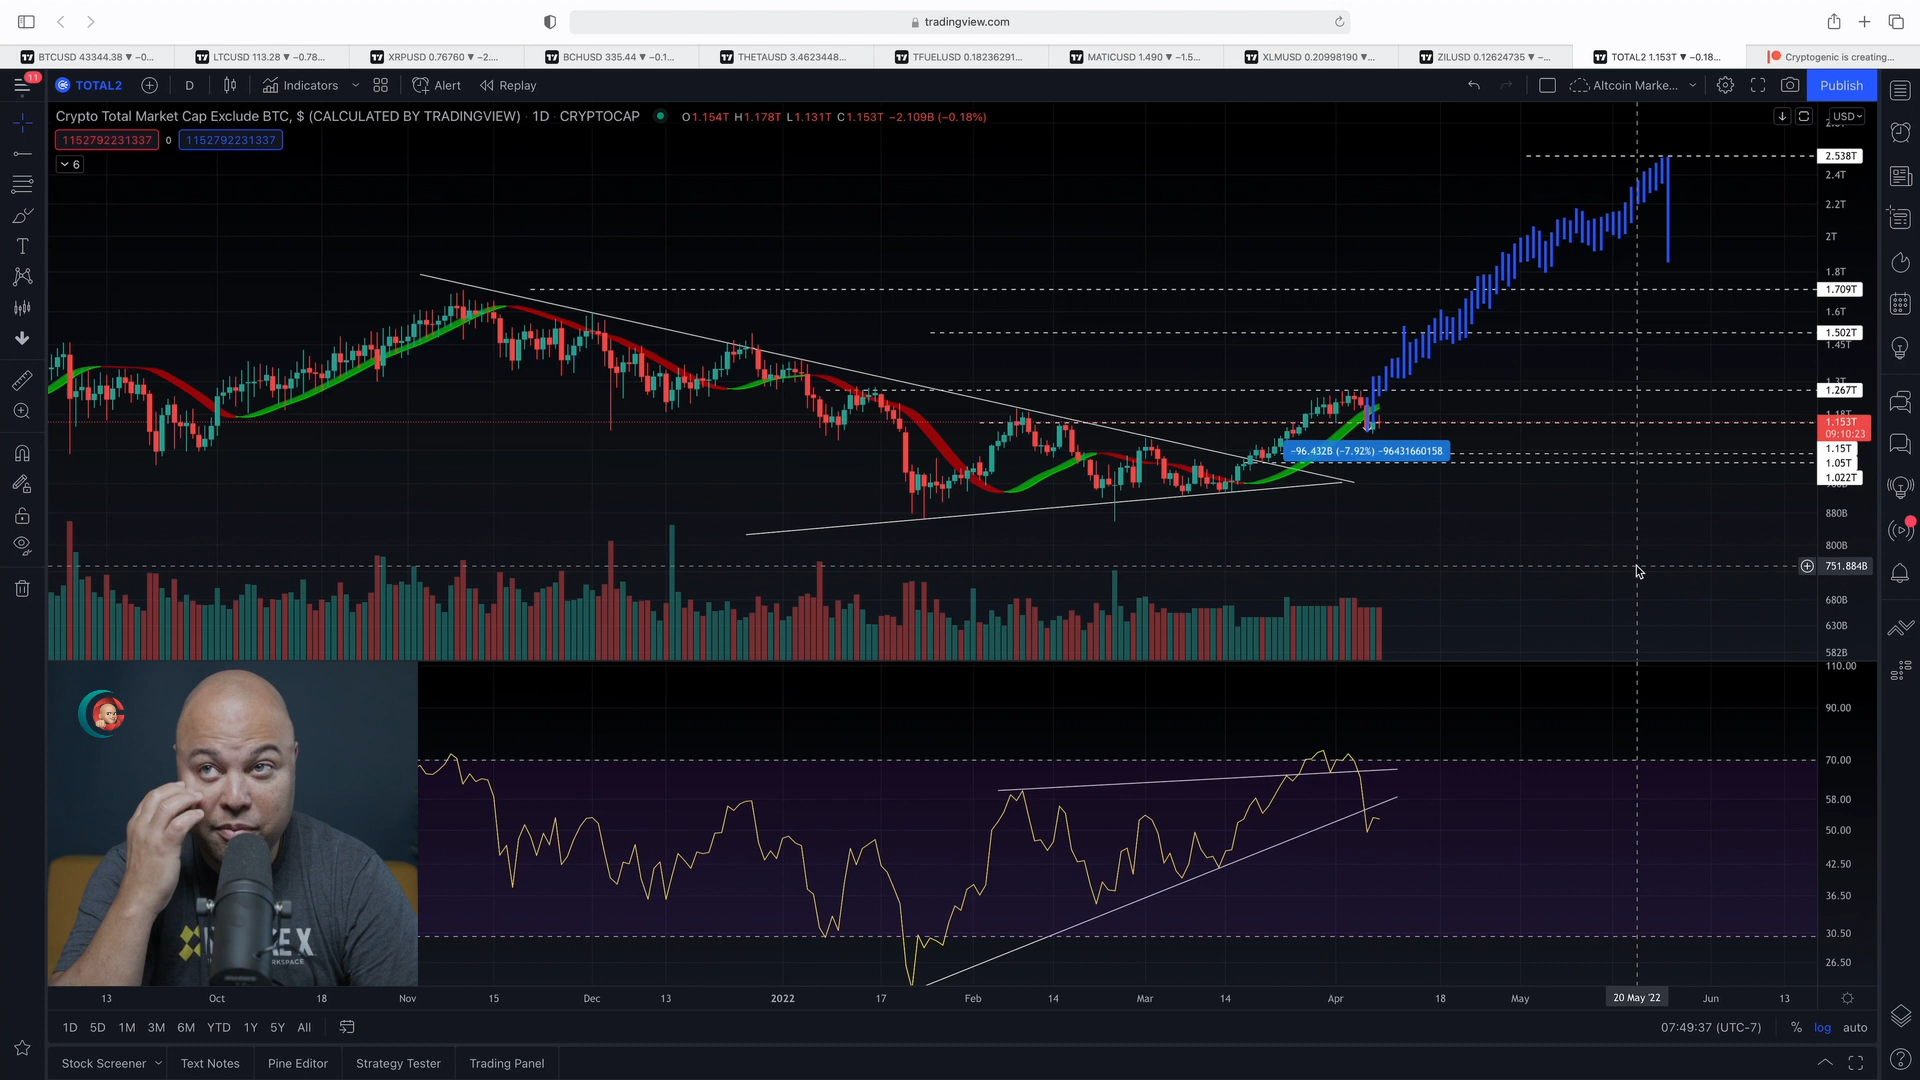 tradingview.com
BTCUSD 43344.38 ▼ −0...
LTCUSD 113.28 ▼ −0.78...
XRPUSD 0.76760 ▼ −2....
BCHUSD 335.44 ▼ −0.1...
THETAUSD 3.4623448...
TFUELUSD 0.18236291...
MATICUSD 1.490 ▼ −1.5...
XLMUSD 0.20998190 ▼...
ZILUSD 0.12624735 ▼ −...
TOTAL2 1.153T ▼ −0.18...
Cryptogenic is creating...
11
TOTAL2
D
Indicators
Alert
Replay
Altcoin Marke...
Publish
Crypto Total Market Cap Exclude BTC, $ (CALCULATED BY TRADINGVIEW) · 1D · CRYPTOCAP
O1.154T H1.178T L1.131T C1.153T −2.109B (−0.18%)
USD
1152792231337
0
1152792231337
6
2.538T
2.4T
2.2T
2T
1.8T
1.709T
1.6T
1.502T
1.45T
1.267T
1.153T
09:10:23
1.15T
1.05T
1.022T
−96.432B (−7.92%) −96431660158
880B
800B
751.884B
680B
630B
582B
110.00
90.00
70.00
58.00
50.00
42.50
36.50
30.50
26.50
13
Oct
18
Nov
15
Dec
13
2022
17
Feb
14
Mar
14
Apr
18
May
20 May '22
Jun
13
1D
5D
1M
3M
6M
YTD
1Y
5Y
All
07:49:37 (UTC-7)
%
log
auto
Stock Screener
Text Notes
Pine Editor
Strategy Tester
Trading Panel